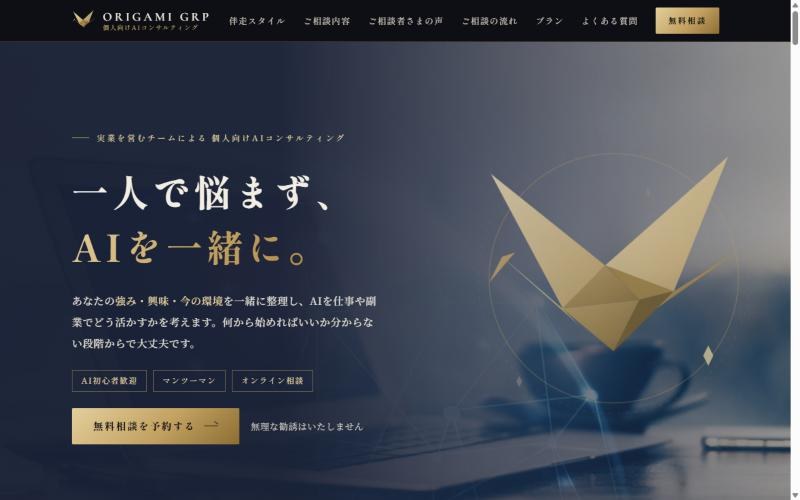 ORIGAMI GRP
個人向けAIコンサルティング
伴走スタイル
ご相談内容
ご相談者さまの声
ご相談の流れ
プラン
よくある質問
無料相談
実業を営むチームによる 個人向けAIコンサルティング
一人で悩まず、
AIを一緒に。
あなたの強み・興味・今の環境を一緒に整理し、AIを仕事や副
業でどう活かすかを考えます。何から始めればいいか分からな
い段階からで大丈夫です。
AI初心者歓迎
マンツーマン
オンライン相談
無料相談を予約する
無理な勧誘はいたしません